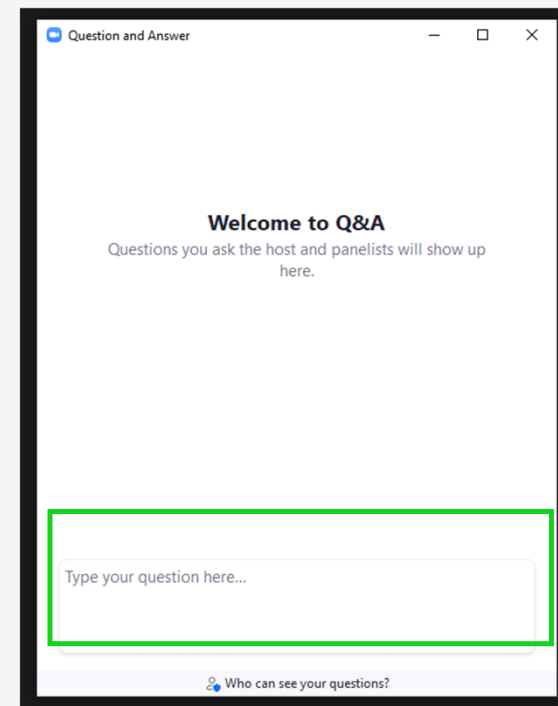 Question and Answer
Welcome to Q&A
Questions you ask the host and panelists will show up
here.
Type your question here...
Who can see your questions?